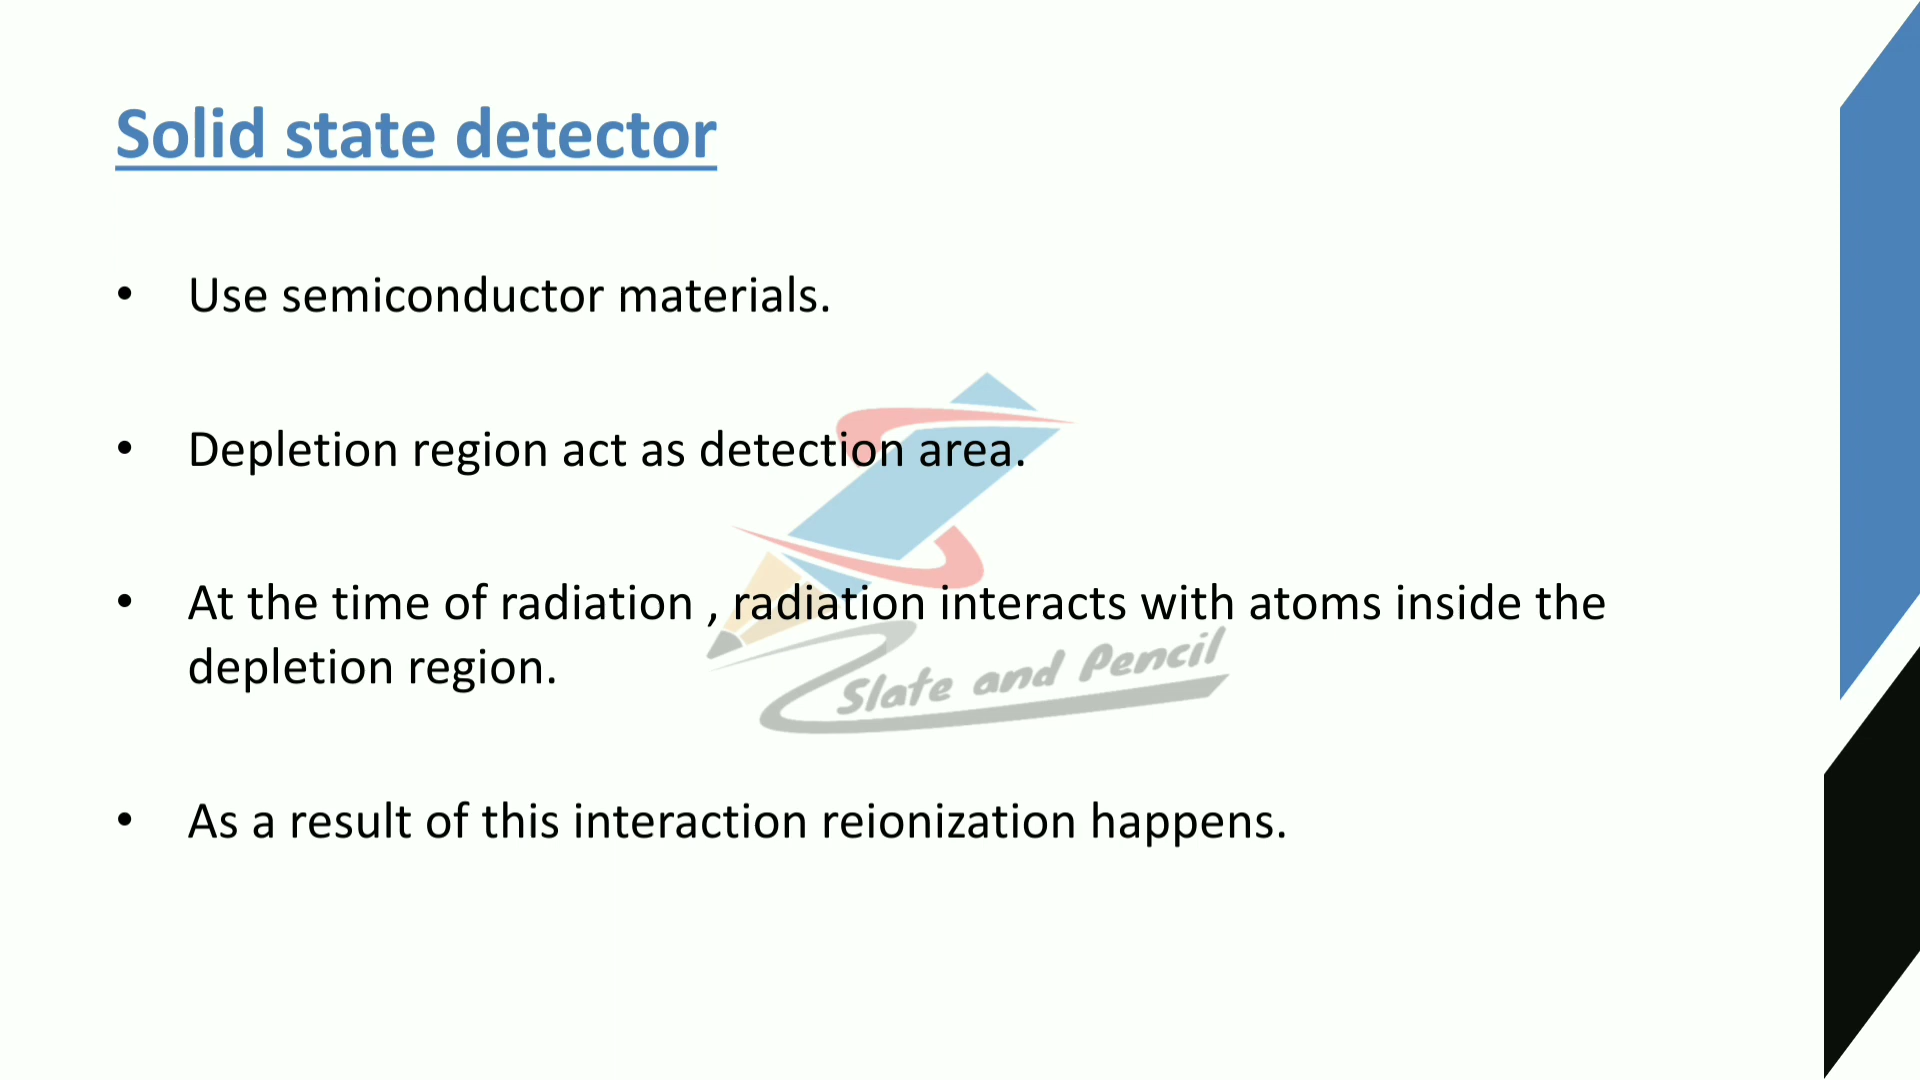 Solid state detector
• Use semiconductor materials.
• Depletion region act as detection area.
• At the time of radiation , radiation interacts with atoms inside the
depletion region.
Slate and Pencil
• As a result of this interaction reionization happens.